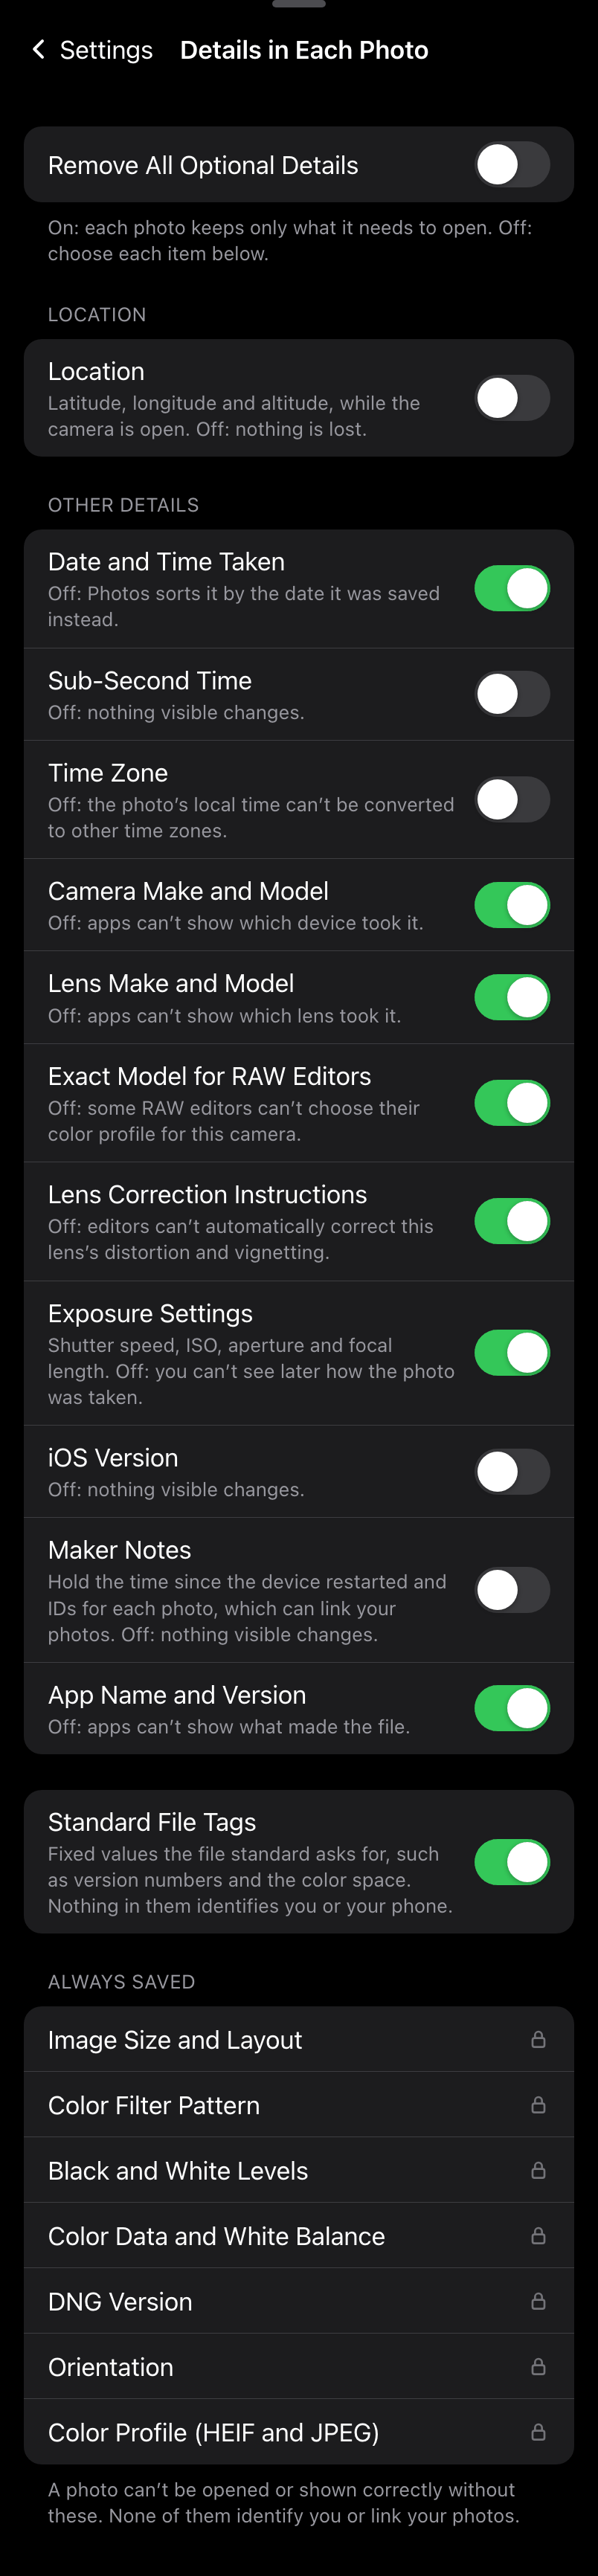 Settings
Details in Each Photo
Remove All Optional Details
On: each photo keeps only what it needs to open. Off:
choose each item below.
LOCATION
Location
Latitude, longitude and altitude, while the
camera is open. Off: nothing is lost.
OTHER DETAILS
Date and Time Taken
Off: Photos sorts it by the date it was saved
instead.
Sub-Second Time
Off: nothing visible changes.
Time Zone
Off: the photo’s local time can’t be converted
to other time zones.
Camera Make and Model
Off: apps can’t show which device took it.
Lens Make and Model
Off: apps can’t show which lens took it.
Exact Model for RAW Editors
Off: some RAW editors can’t choose their
color profile for this camera.
Lens Correction Instructions
Off: editors can’t automatically correct this
lens’s distortion and vignetting.
Exposure Settings
Shutter speed, ISO, aperture and focal
length. Off: you can’t see later how the photo
was taken.
iOS Version
Off: nothing visible changes.
Maker Notes
Hold the time since the device restarted and
IDs for each photo, which can link your
photos. Off: nothing visible changes.
App Name and Version
Off: apps can’t show what made the file.
Standard File Tags
Fixed values the file standard asks for, such
as version numbers and the color space.
Nothing in them identifies you or your phone.
ALWAYS SAVED
Image Size and Layout
Color Filter Pattern
Black and White Levels
Color Data and White Balance
DNG Version
Orientation
Color Profile (HEIF and JPEG)
A photo can’t be opened or shown correctly without
these. None of them identify you or link your photos.